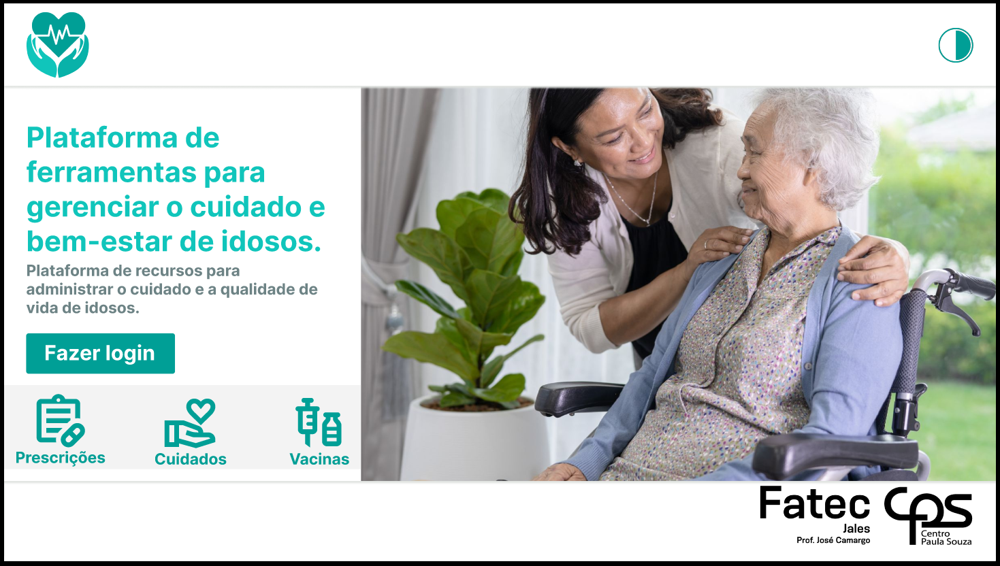 Plataforma de
ferramentas para
gerenciar o cuidado e
bem-estar de idosos.
Plataforma de recursos para
administrar o cuidado e a qualidade de
vida de idosos.
Fazer login
Prescrições
Cuidados
Vacinas
Fatec
Jales
Prof. José Camargo
cps
Centro
Paula Souza